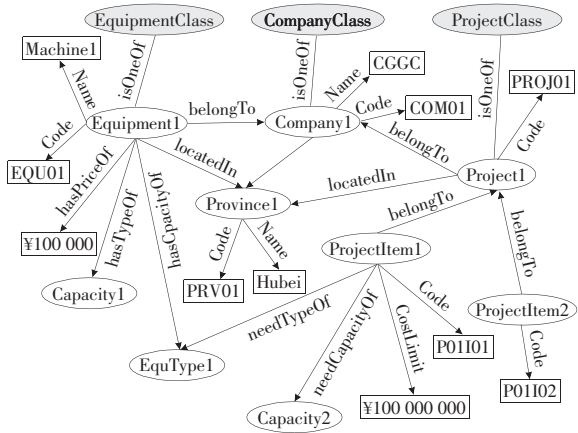 EquipmentClass
CompanyClass
ProjectClass
Machine1
Name
isOneOf
isOneOf
Name
CGGC
isOneOf
PROJ01
Code
Equipment1
belongTo
Company1
Code
COM01
belongTo
Code
EQU01
hasPriceOf
locatedIn
locatedIn
Project1
hasTypeOf
hasCpacityOf
Province1
belongTo
belongTo
¥100 000
Code
Name
ProjectItem1
Capacity1
PRV01
Hubei
ProjectItem2
needTypeOf
needCapacityOf
CostLimit
Code
P01I01
Code
EquType1
P01I02
Capacity2
¥100 000 000